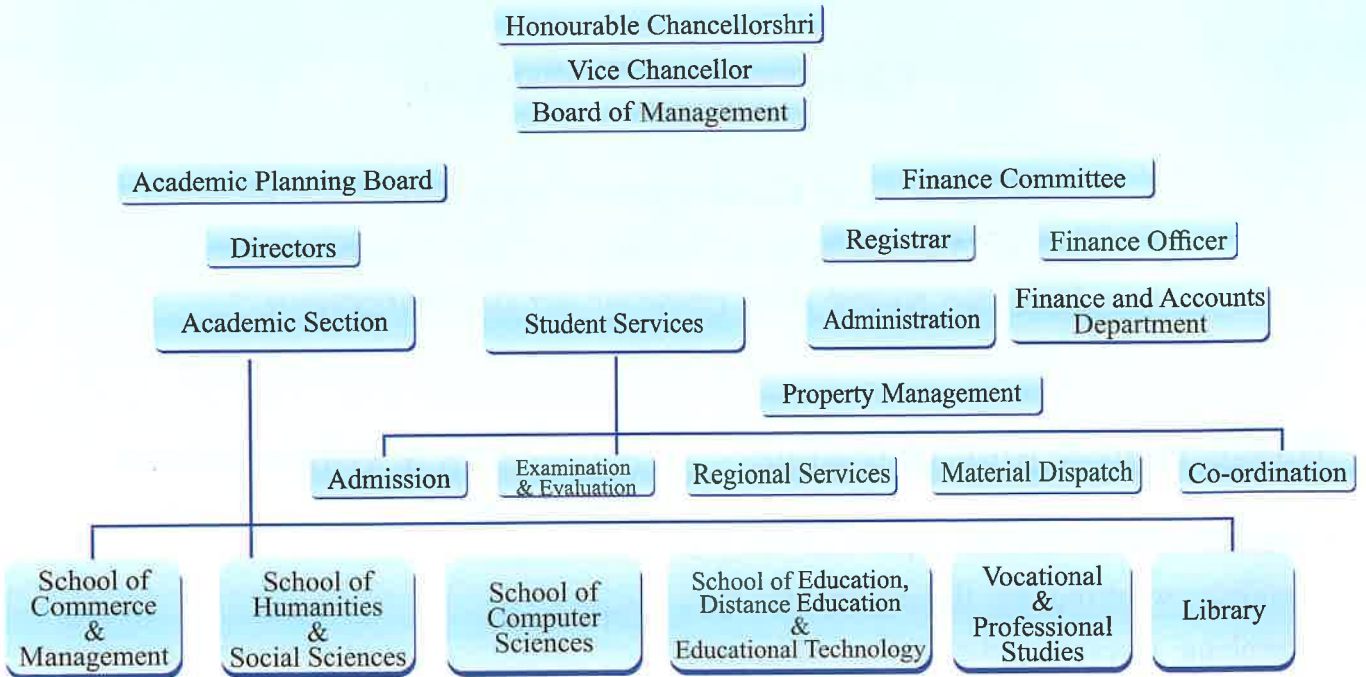 Honourable Chancellorshri
Vice Chancellor
Board of Management
Academic Planning Board
Finance Committee
Directors
Registrar
Finance Officer
Academic Section
Student Services
Administration
Finance and Accounts
Department
Property Management
Admission
Examination
& Evaluation
Regional Services
Material Dispatch
Co-ordination
School of
Commerce
&
Management
School of
Humanities
&
Social Sciences
School of
Computer
Sciences
School of Education,
Distance Education
&
Educational Technology
Vocational
&
Professional
Studies
Library